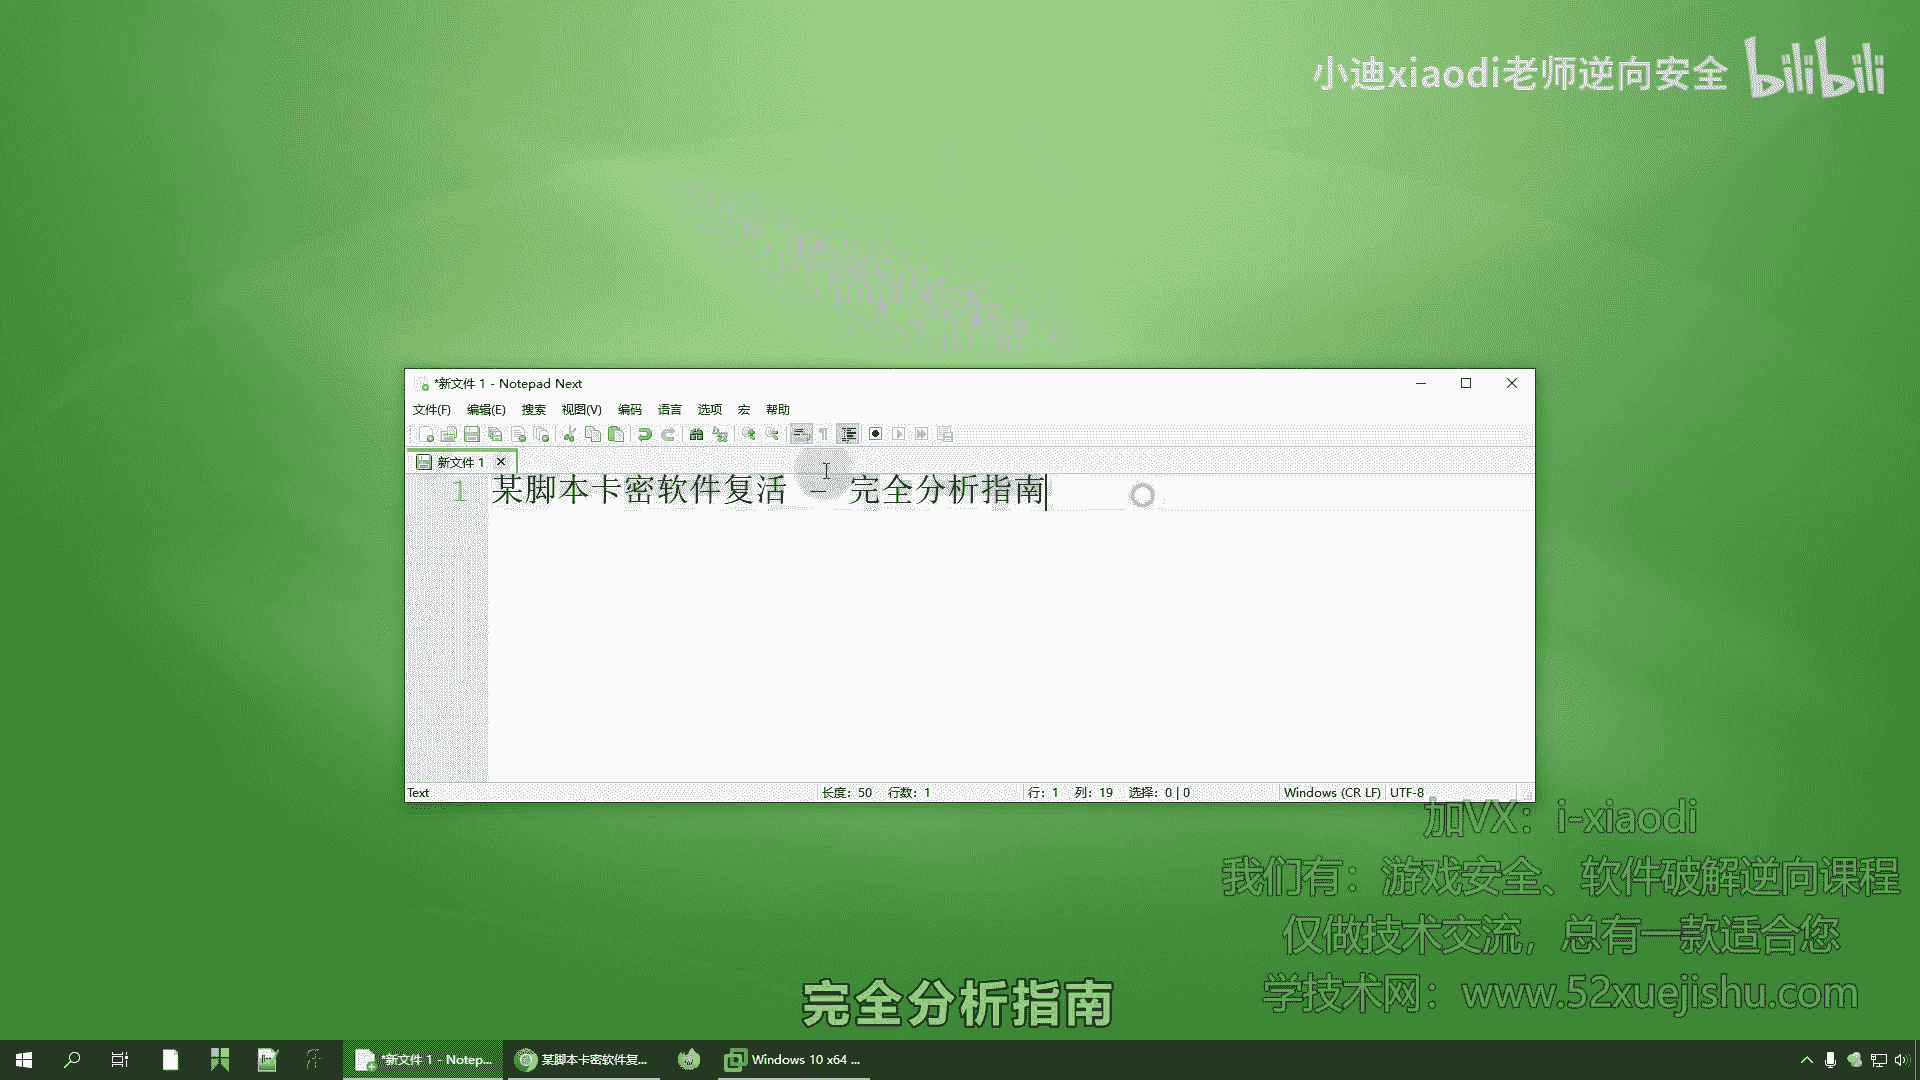 小迪xiaodi老师逆向安全 bilibili
*新文件 1 - Notepad Next
文件(F) 编辑(E) 搜索 视图(V) 编码 语言 选项 宏 帮助
新文件 1
1 某脚本卡密软件复活 — 完全分析指南
Text 长度: 50 行数: 1 行: 1 列: 19 选择: 0 | 0 Windows (CR LF) UTF-8
加VX：i-xiaodi
我们有：游戏安全、软件破解逆向课程
仅做技术交流，总有一款适合您
学技术网：www.52xuejishu.com
完全分析指南
*新文件 1 - Notep... 某脚本卡密软件复... Windows 10 x64 ...